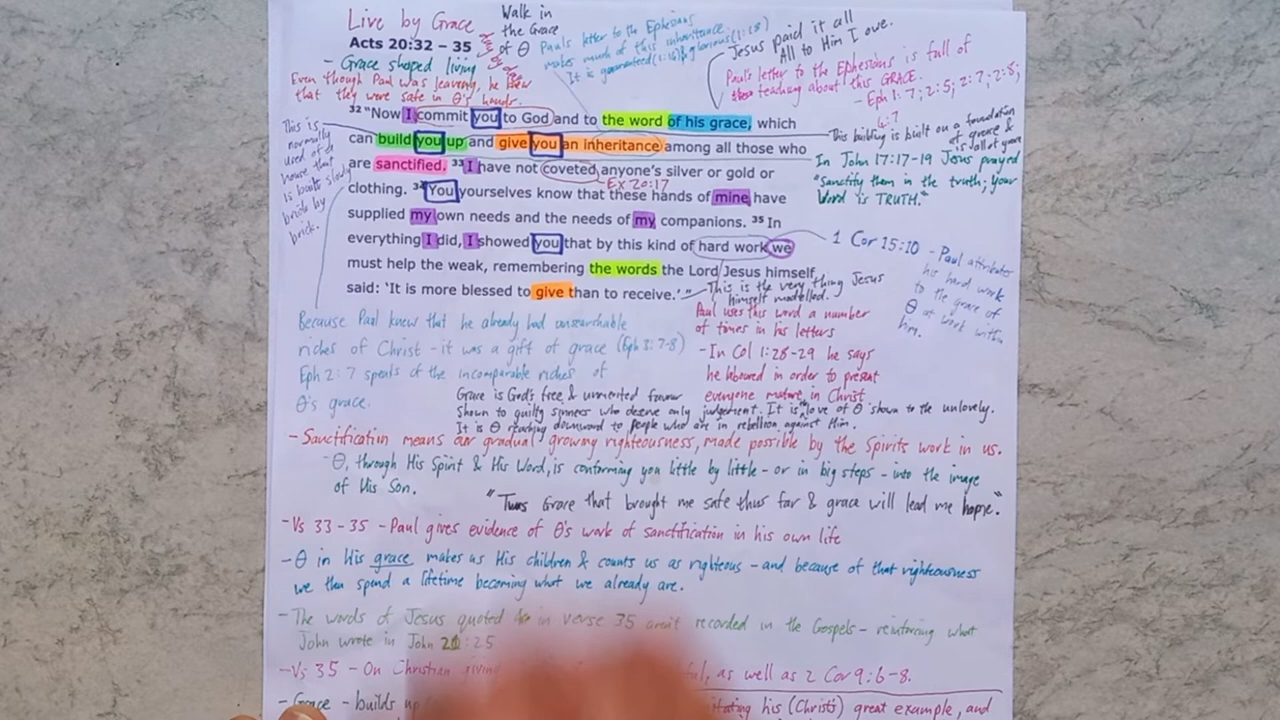 Live by Grace
Walk in
the Grace
of Θ
Acts 20:32 – 35
- Grace shaped living
Even though Paul was leaving, he knew
that they were safe in Θ's hands.
Paul's letter to the Ephesians
makes much of this inheritance.
It is guaranteed (1:14) & glorious (1:18)
Jesus paid it all
All to Him I owe.
Paul's letter to the Ephesians is full of
teaching about this GRACE.
- Eph 1:7; 2:5; 2:7; 2:8;
4:7
32 "Now I commit you to God and to the word of his grace, which
can build you up and give you an inheritance among all those who
are sanctified. 33 I have not coveted anyone's silver or gold or
Ex 20:17
clothing. 34 You yourselves know that these hands of mine have
supplied my own needs and the needs of my companions. 35 In
everything I did, I showed you that by this kind of hard work we
must help the weak, remembering the words the Lord Jesus himself
said: 'It is more blessed to give than to receive.' "
This is
normally
used of a
house that
is built slowly
brick by
brick.
This building is built on a foundation
of grace &
is all of grace
In John 17:17-19 Jesus prayed
"Sanctify them in the truth; your
Word is TRUTH."
1 Cor 15:10 - Paul attributes
his hard work
to the grace of
Θ at work within
him.
This is the very thing Jesus
himself modelled.
Paul uses this word a number
of times in his letters
- In Col 1:28-29 he says
he laboured in order to present
everyone mature in Christ
Because Paul knew that he already had unsearchable
riches of Christ - it was a gift of grace (Eph 3:7-8)
Eph 2:7 speaks of the incomparable riches of
Θ's grace.
Grace is God's free & unmerited favour
shown to guilty sinners who deserve only judgement. It is the love of Θ shown to the unlovely.
It is Θ reaching downward to people who are in rebellion against Him.
- Sanctification means our gradual, growing righteousness, made possible by the Spirits work in us.
- Θ, through His Spirit & His Word, is conforming you little by little - or in big steps - into the image
of His Son.
"Twas Grace that brought me safe thus far & grace will lead me home."
- Vs 33-35 - Paul gives evidence of Θ's work of sanctification in his own life
- Θ in His grace makes us His children & counts us as righteous - and because of that righteousness
we then spend a lifetime becoming what we already are.
- The words of Jesus quoted in verse 35 aren't recorded in the Gospels - reinforcing what
John wrote in John 21:25
- Vs 35 - On Christian giving as well as 2 Cor 9:6-8.
- Grace - builds up his (Christ's) great example, and